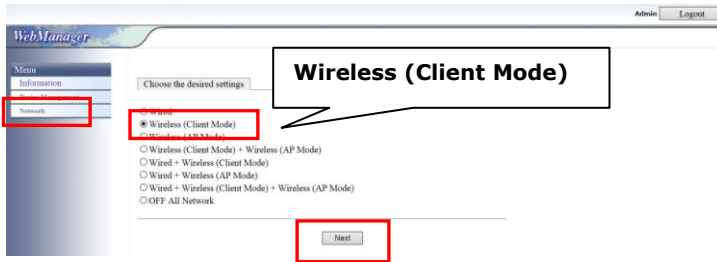 Admin Logout
WebManager
Menu
Information
Device Management
Network
Choose the desired settings
Wireless (Client Mode)
Wired
Wireless (Client Mode)
Wireless (AP Mode)
Wireless (Client Mode) + Wireless (AP Mode)
Wired + Wireless (Client Mode)
Wired + Wireless (AP Mode)
Wired + Wireless (Client Mode) + Wireless (AP Mode)
OFF All Network
Next